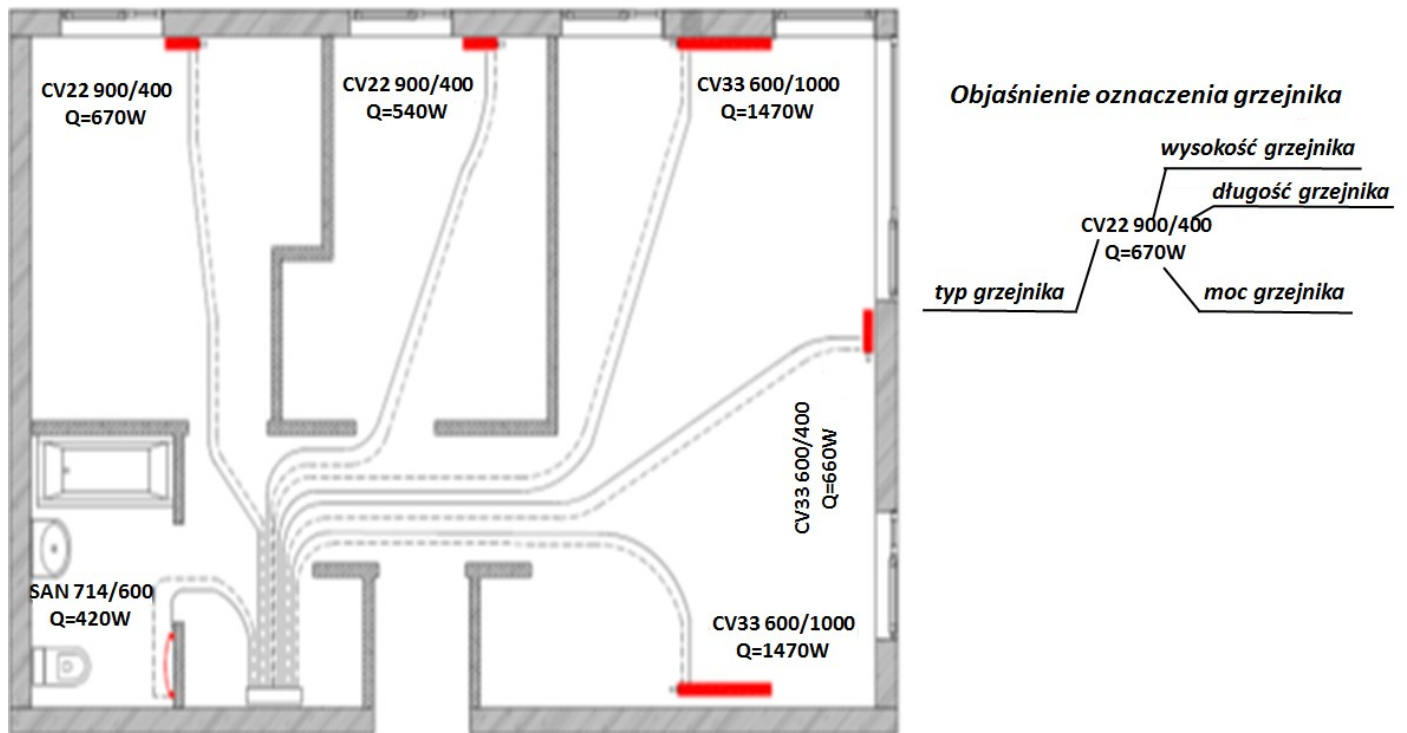 CV22 900/400
Q=670W
CV22 900/400
Q=540W
CV33 600/1000
Q=1470W
CV33 600/400
Q=660W
SAN 714/600
Q=420W
CV33 600/1000
Q=1470W
Objaśnienie oznaczenia grzejnika
wysokość grzejnika
długość grzejnika
CV22 900/400
Q=670W
typ grzejnika
moc grzejnika